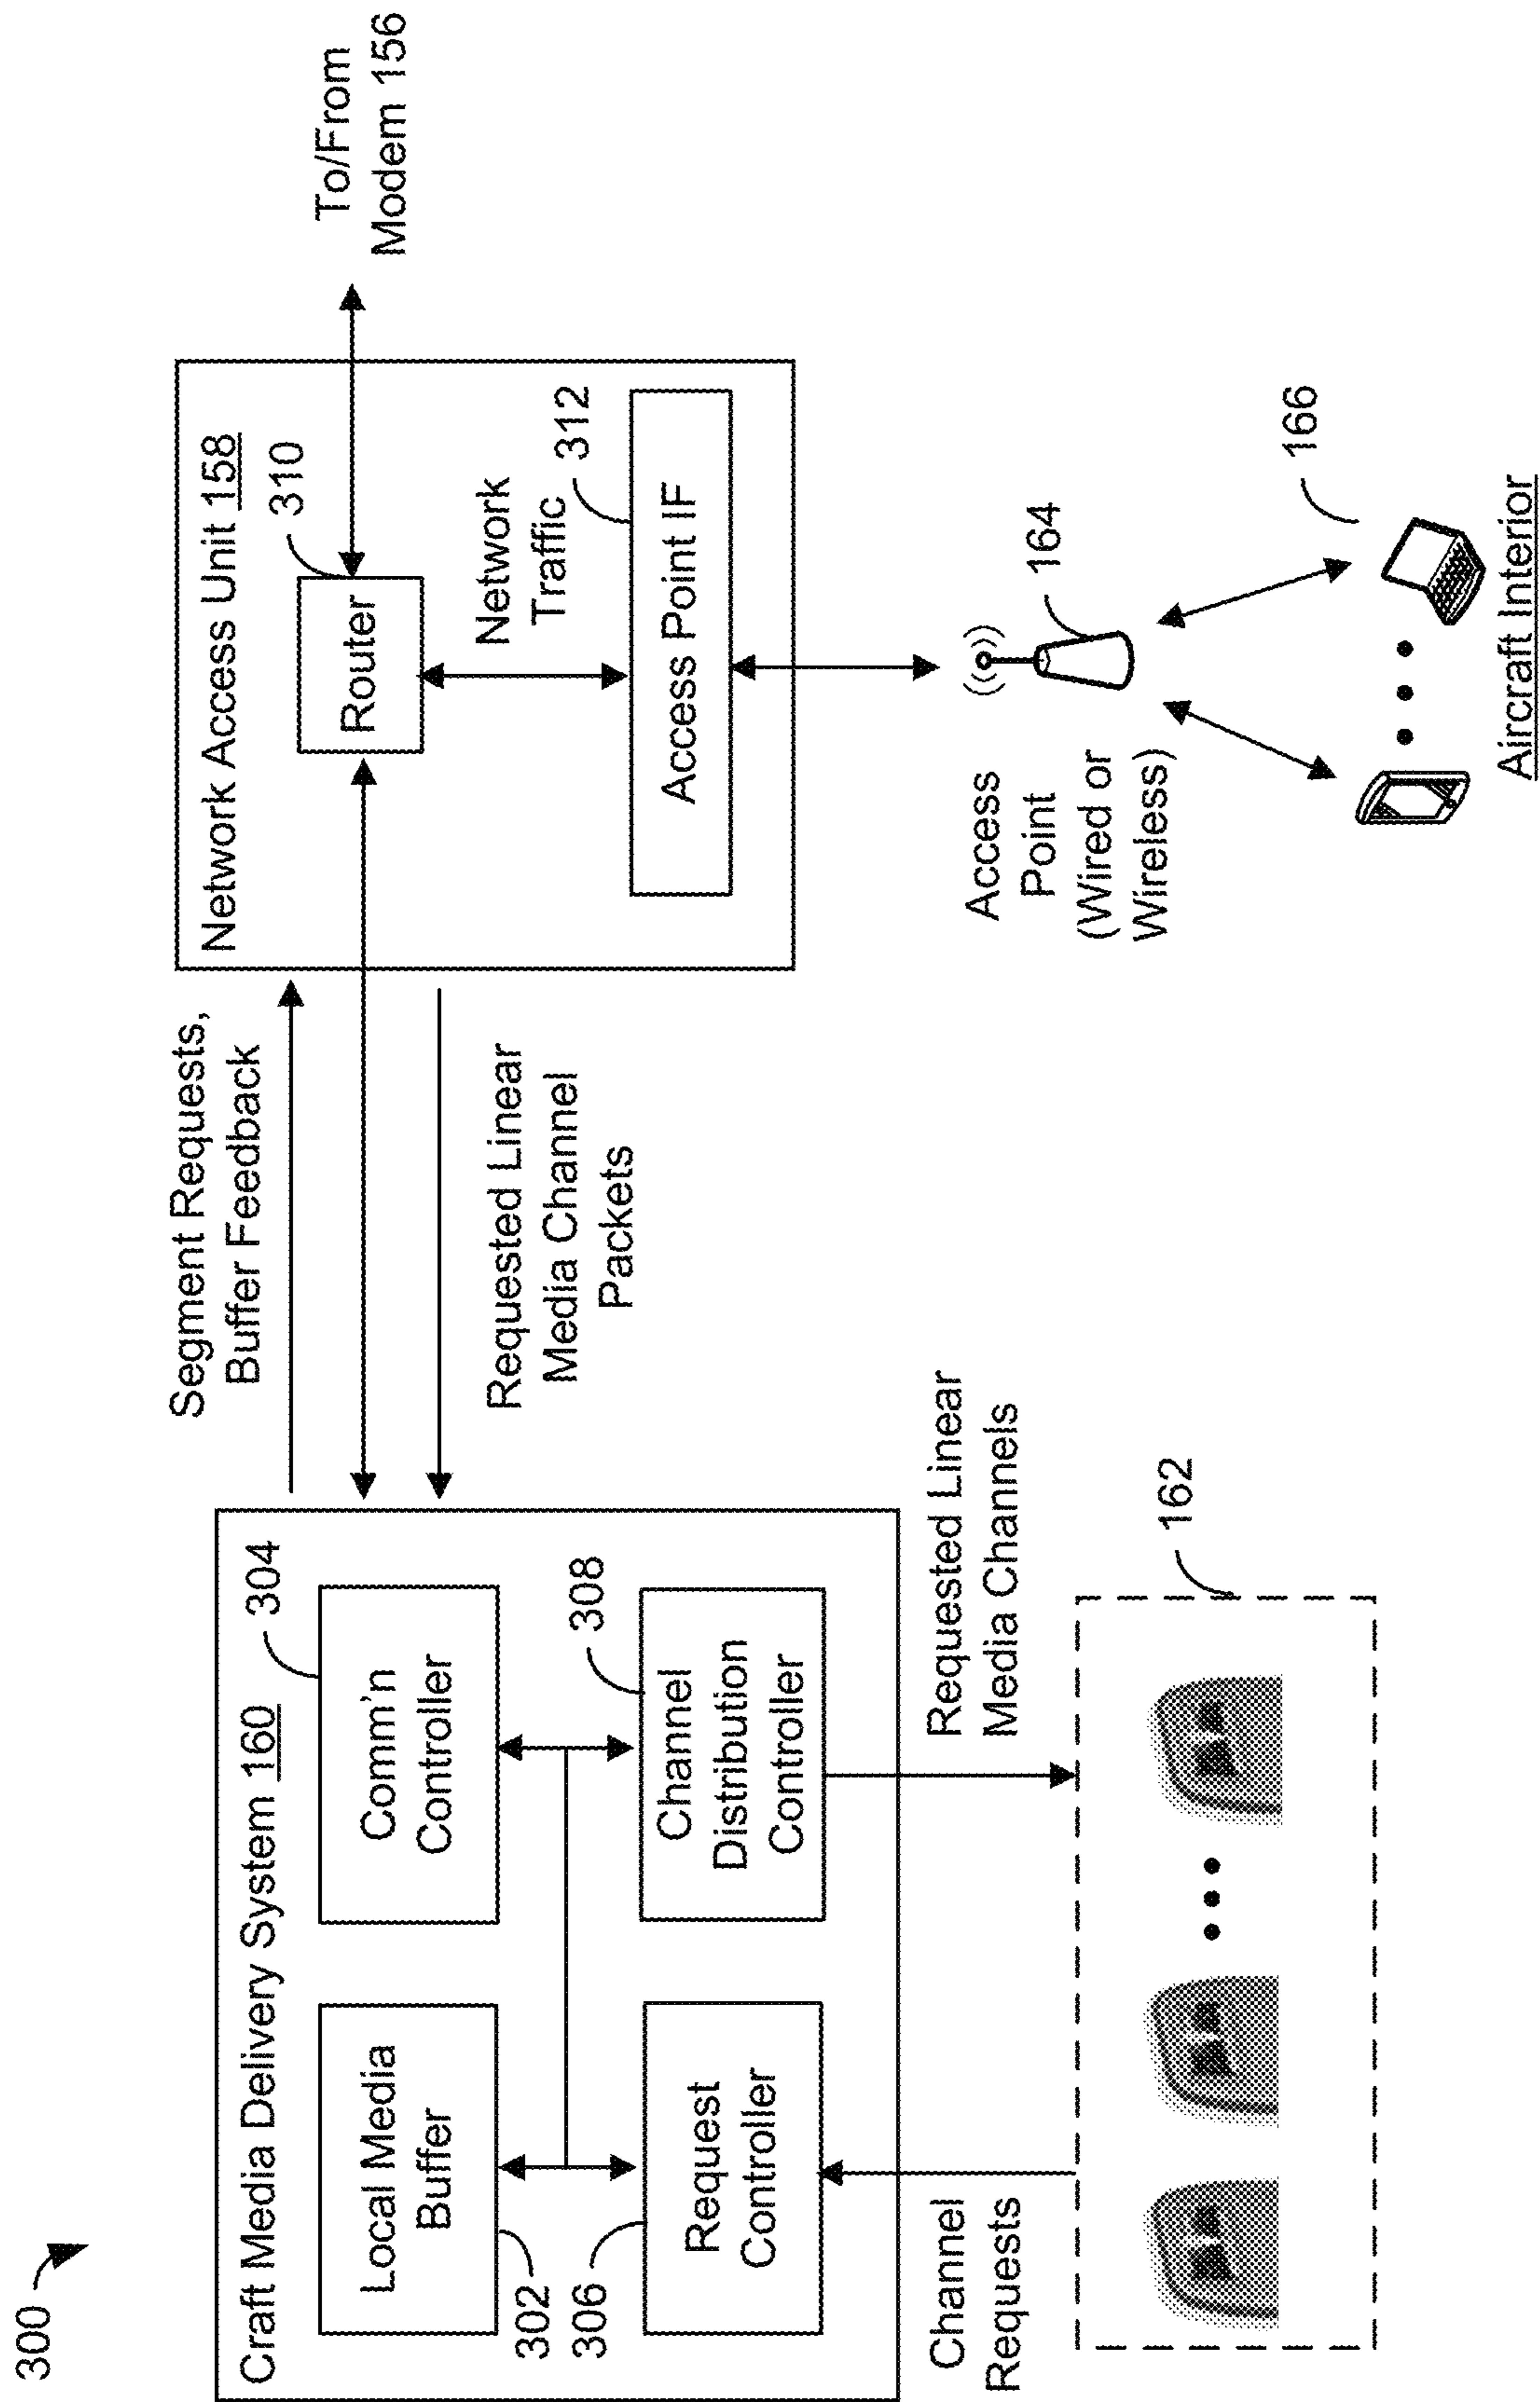 300
Craft Media Delivery System 160
Local Media
Buffer
302
Comm'n
Controller
304
306
Request
Controller
308
Channel
Distribution
Controller
Channel
Requests
Requested Linear
Media Channels
162
Segment Requests,
Buffer Feedback
Requested Linear
Media Channel
Packets
Network Access Unit 158
310
Router
To/From
Modem 156
Network
Traffic
312
Access Point IF
Access
Point
(Wired or
Wireless)
164
166
Aircraft Interior